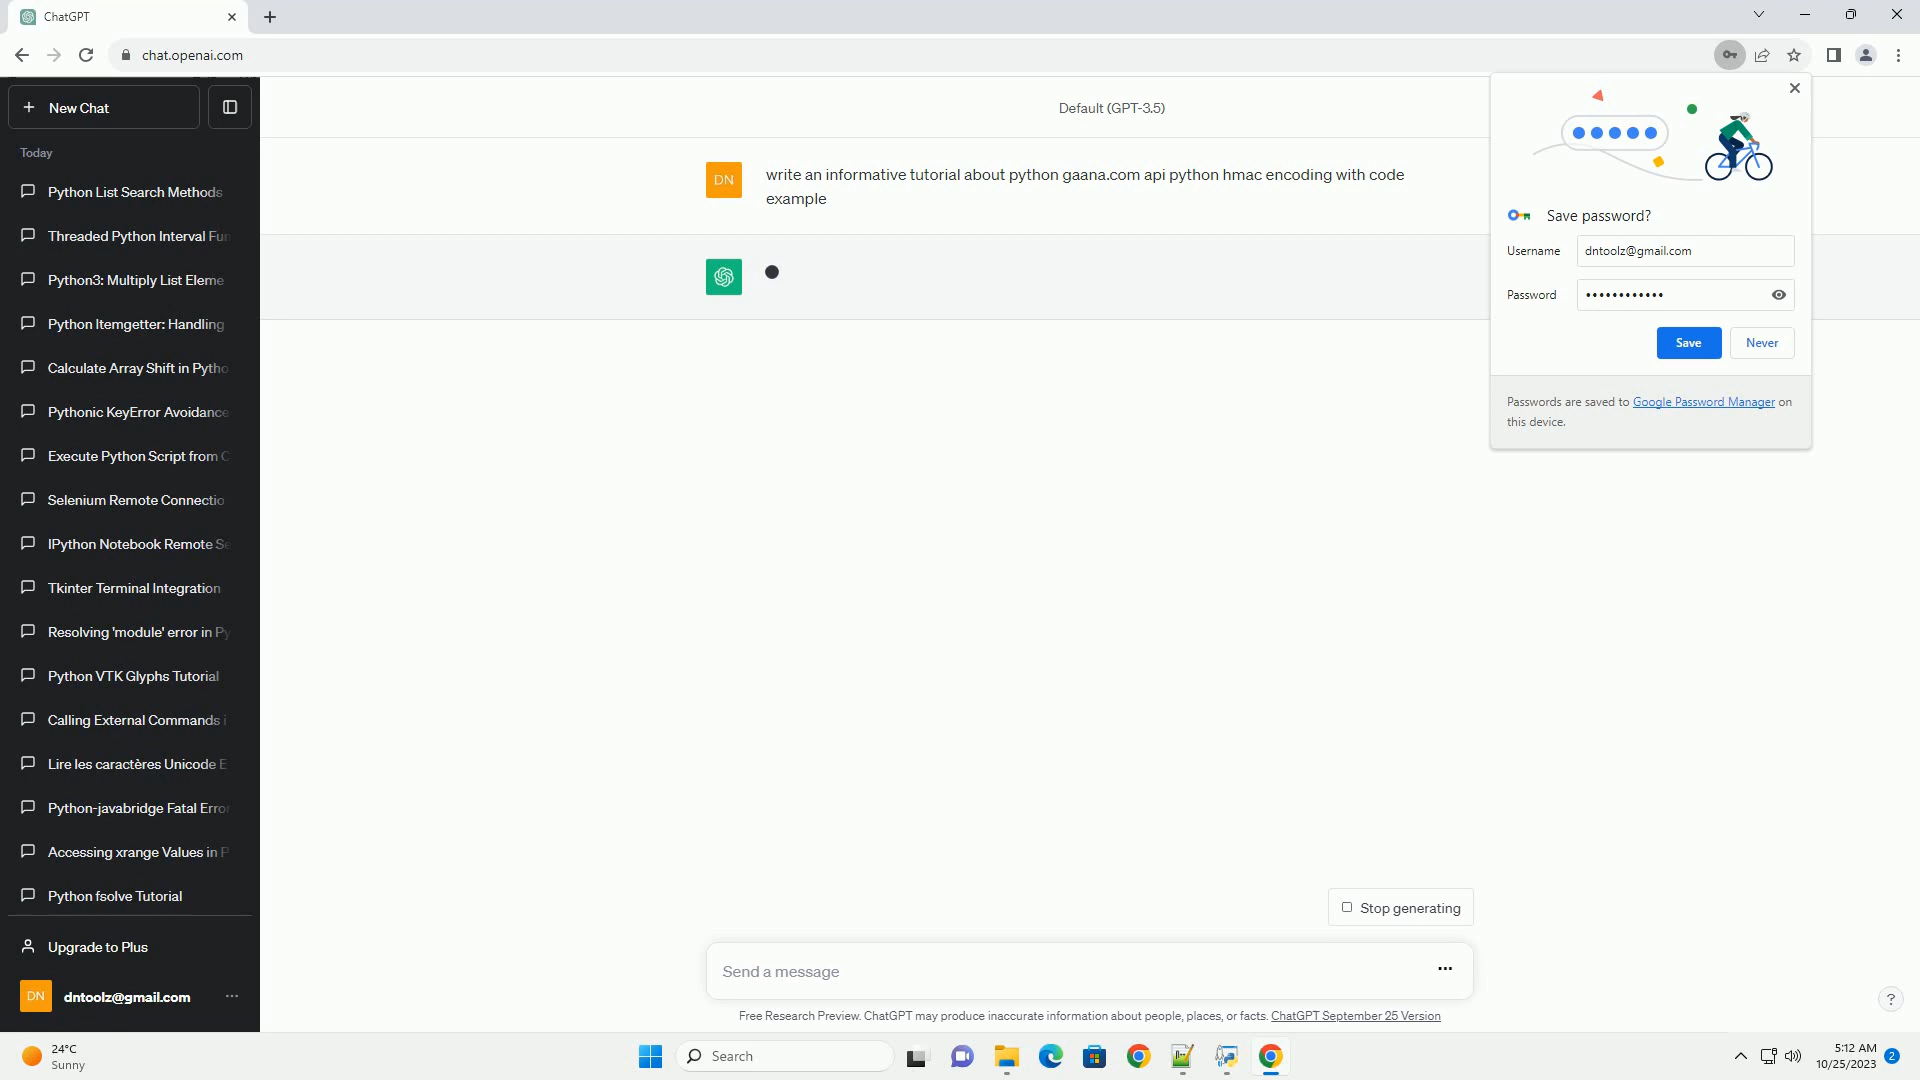 ChatGPT
chat.openai.com
New Chat
Default (GPT-3.5)
Today
Python List Search Methods
Threaded Python Interval Fun
Python3: Multiply List Eleme
Python Itemgetter: Handling
Calculate Array Shift in Pytho
Pythonic KeyError Avoidance
Execute Python Script from C
Selenium Remote Connectio
IPython Notebook Remote Se
Tkinter Terminal Integration
Resolving 'module' error in Py
Python VTK Glyphs Tutorial
Calling External Commands i
Lire les caractères Unicode E
Python-javabridge Fatal Error
Accessing xrange Values in P
Python fsolve Tutorial
Upgrade to Plus
DN
dntoolz@gmail.com
DN
write an informative tutorial about python gaana.com api python hmac encoding with code
example
Save password?
Username
dntoolz@gmail.com
Password
••••••••••••
Save
Never
Passwords are saved to Google Password Manager on
this device.
Stop generating
Send a message
Free Research Preview. ChatGPT may produce inaccurate information about people, places, or facts. ChatGPT September 25 Version
?
24°C
Sunny
Search
5:12 AM
10/25/2023
2